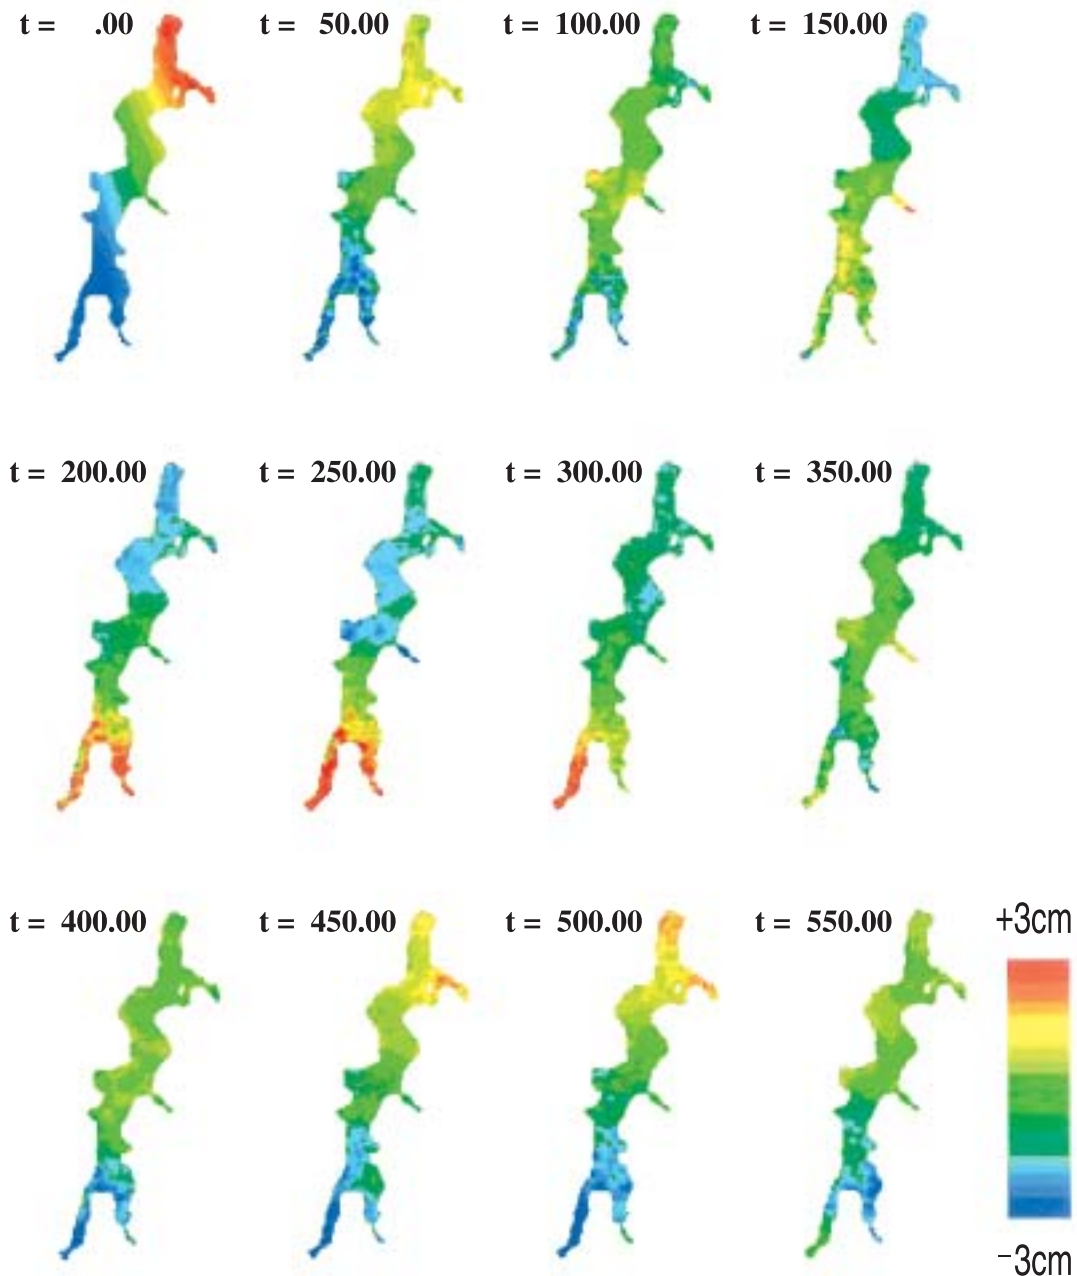 t = .00
t = 50.00
t = 100.00
t = 150.00
t = 200.00
t = 250.00
t = 300.00
t = 350.00
t = 400.00
t = 450.00
t = 500.00
t = 550.00
+3cm
−3cm